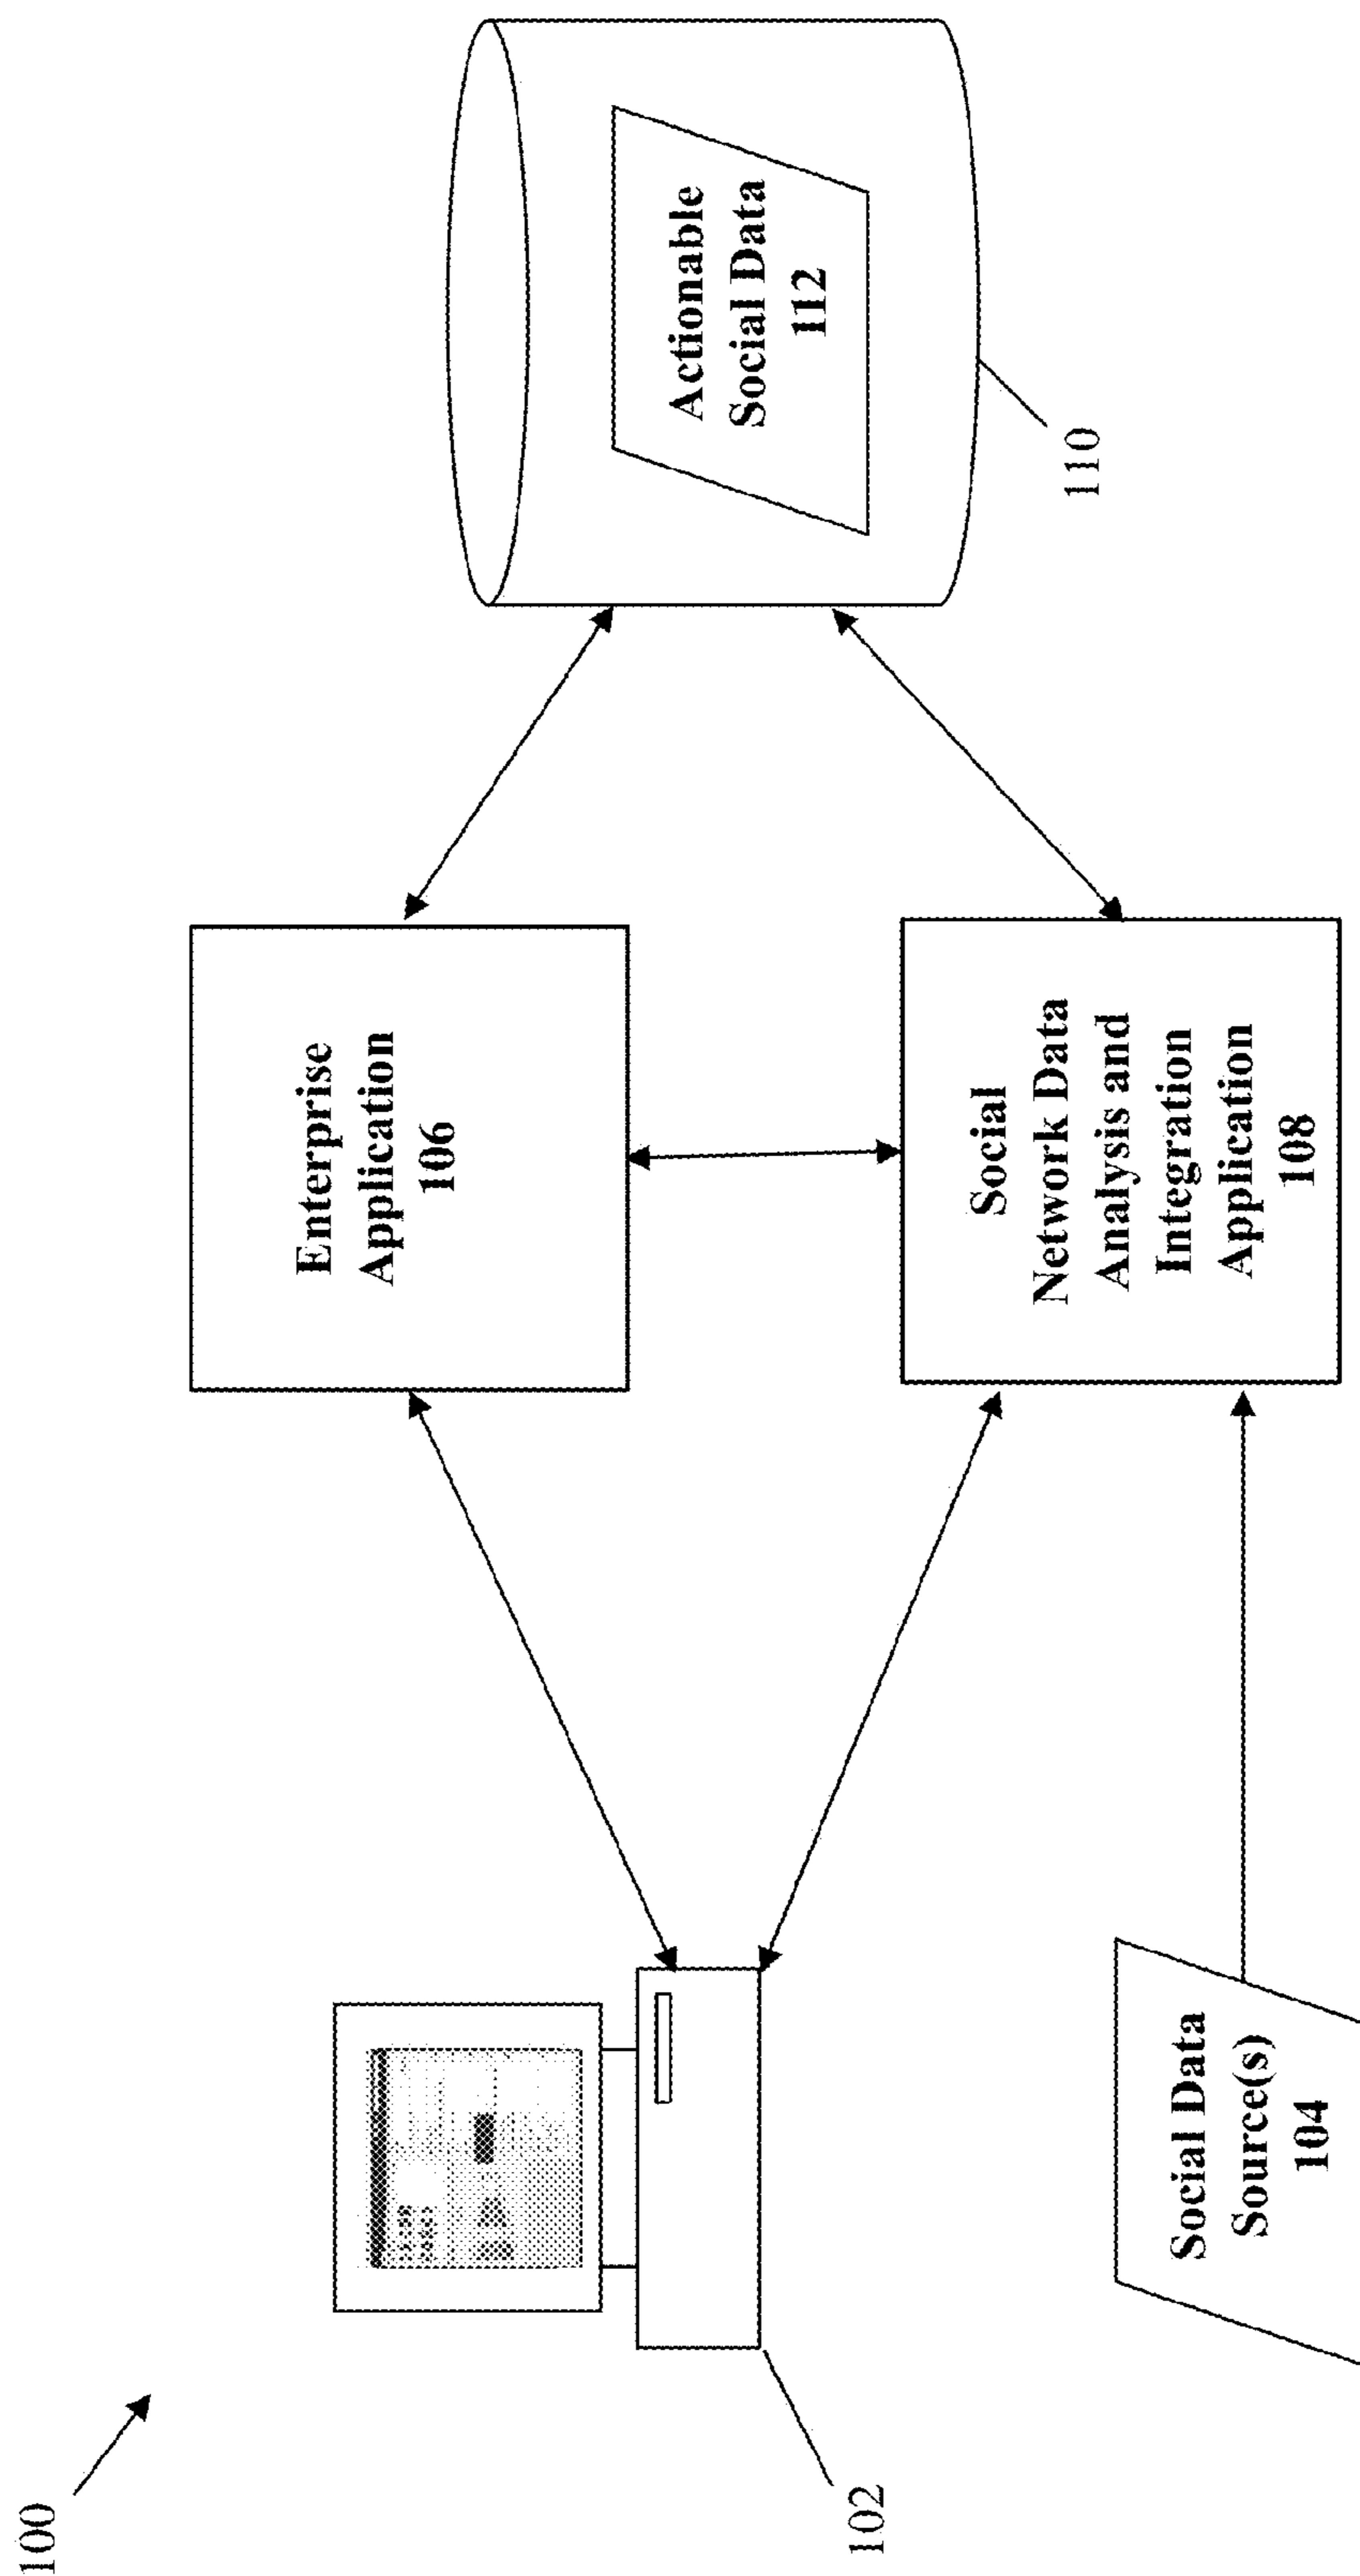 100
Enterprise
Application
106
Actionable
Social Data
112
110
102
Social
Network Data
Analysis and
Integration
Application
108
Social Data
Source(s)
104